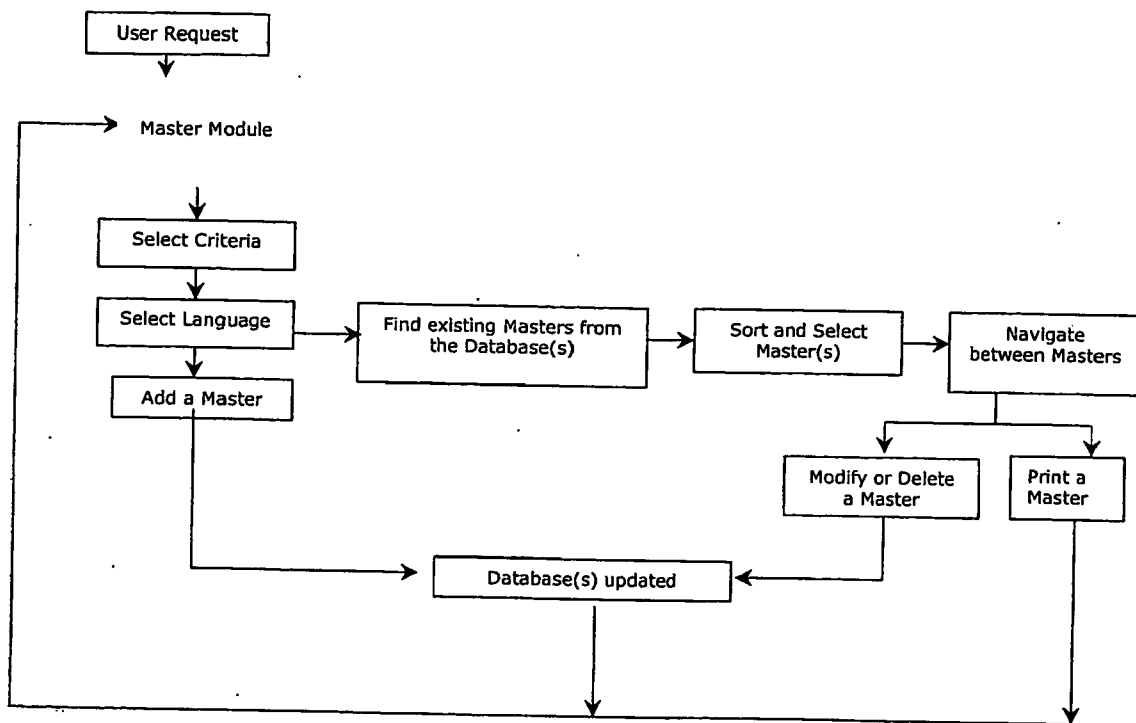 User Request
Master Module
Select Criteria
Select Language
Find existing Masters from
the Database(s)
Sort and Select
Master(s)
Navigate
between Masters
Add a Master
Modify or Delete
a Master
Print a
Master
Database(s) updated